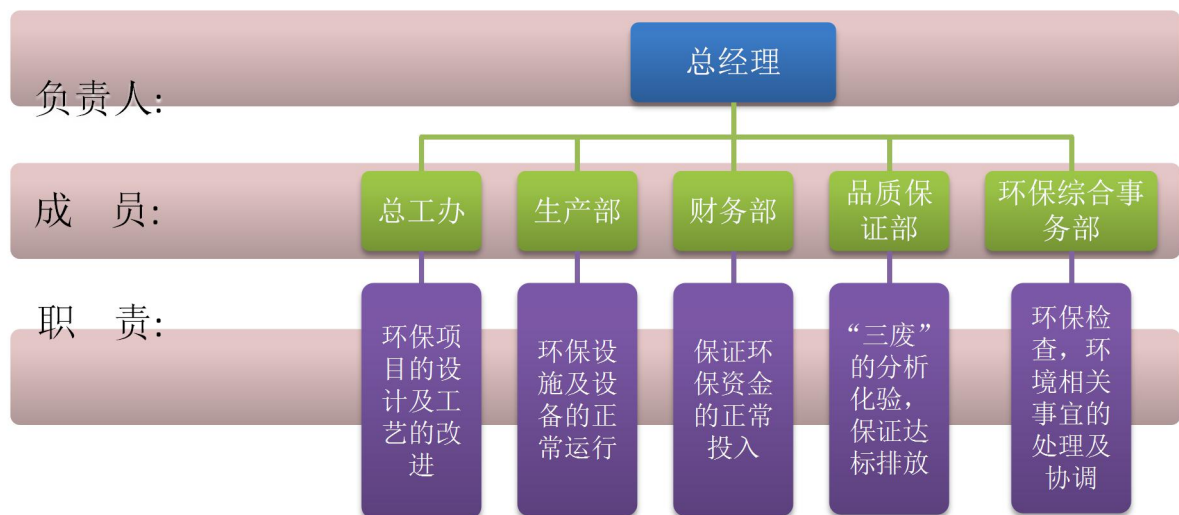 总经理
负责人:
成 员:
总工办
生产部
财务部
品质保
证部
环保综合事
务部
职 责:
环保项
目的设
计及工
艺的改
进
环保设
施及设
备的正
常运行
保证环
保资金
的正常
投入
“三废”
的分析
化验，
保证达
标排放
环保检
查，环
境相关
事宜的
处理及
协调